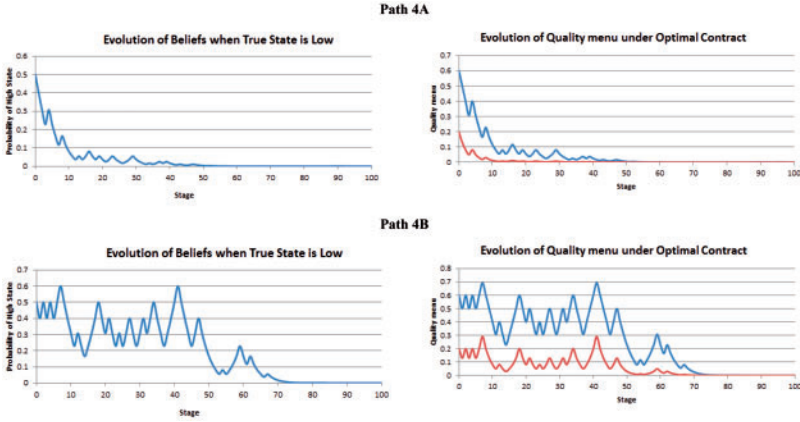 Path 4A
Evolution of Beliefs when True State is Low
Probability of High State
0.6
0.5
0.4
0.3
0.2
0.1
0
0 10 20 30 40 50 60 70 80 90 100
Stage
Evolution of Quality menu under Optimal Contract
Quality menu
0.7
0.6
0.5
0.4
0.3
0.2
0.1
0
0 10 20 30 40 50 60 70 80 90 100
Stage
Path 4B
Evolution of Beliefs when True State is Low
Probability of High State
0.7
0.6
0.5
0.4
0.3
0.2
0.1
0
0 10 20 30 40 50 60 70 80 90 100
Stage
Evolution of Quality menu under Optimal Contract
Quality menu
0.8
0.7
0.6
0.5
0.4
0.3
0.2
0.1
0
0 10 20 30 40 50 60 70 80 90 100
Stage